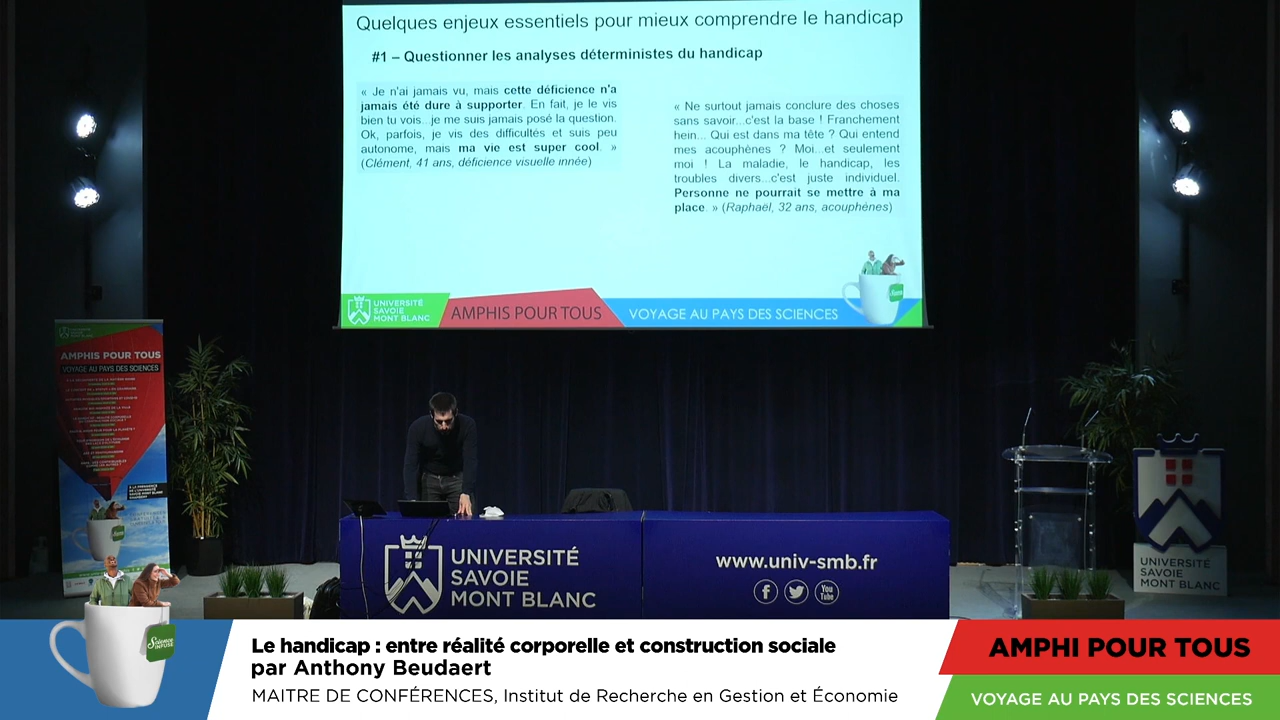 Quelques enjeux essentiels pour mieux comprendre le handicap
#1 – Questionner les analyses déterministes du handicap
« Je n'ai jamais vu, mais cette déficience n'a
jamais été dure à supporter. En fait, je le vis
bien tu vois...je me suis jamais posé la question.
Ok, parfois, je vis des difficultés et suis peu
autonome, mais ma vie est super cool. »
(Clément, 41 ans, déficience visuelle innée)
« Ne surtout jamais conclure des choses
sans savoir...c'est la base ! Franchement
hein... Qui est dans ma tête ? Qui entend
mes acouphènes ? Moi...et seulement
moi ! La maladie, le handicap, les
troubles divers...c'est juste individuel.
Personne ne pourrait se mettre à ma
place. » (Raphaël, 32 ans, acouphènes)
UNIVERSITÉ
SAVOIE
MONT BLANC
AMPHIS POUR TOUS
VOYAGE AU PAYS DES SCIENCES
AMPHIS POUR TOUS
VOYAGE AU PAYS DES SCIENCES
UNIVERSITÉ
SAVOIE
MONT BLANC
www.univ-smb.fr
You
Tube
UNIVERSITÉ
SAVOIE
MONT BLANC
Science
INFUSE
Le handicap : entre réalité corporelle et construction sociale
par Anthony Beudaert
MAITRE DE CONFÉRENCES, Institut de Recherche en Gestion et Économie
AMPHI POUR TOUS
VOYAGE AU PAYS DES SCIENCES